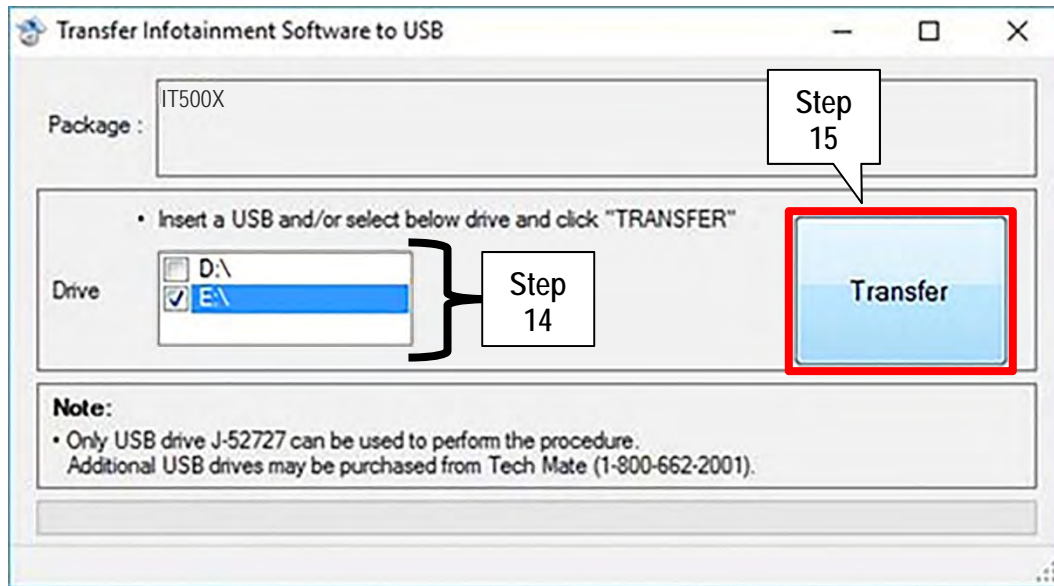 Transfer Infotainment Software to USB
Package :
IT500X
Step
15
• Insert a USB and/or select below drive and click "TRANSFER"
Drive
D:\
E:\
Step
14
Transfer
Note:
• Only USB drive J-52727 can be used to perform the procedure.
Additional USB drives may be purchased from Tech Mate (1-800-662-2001).